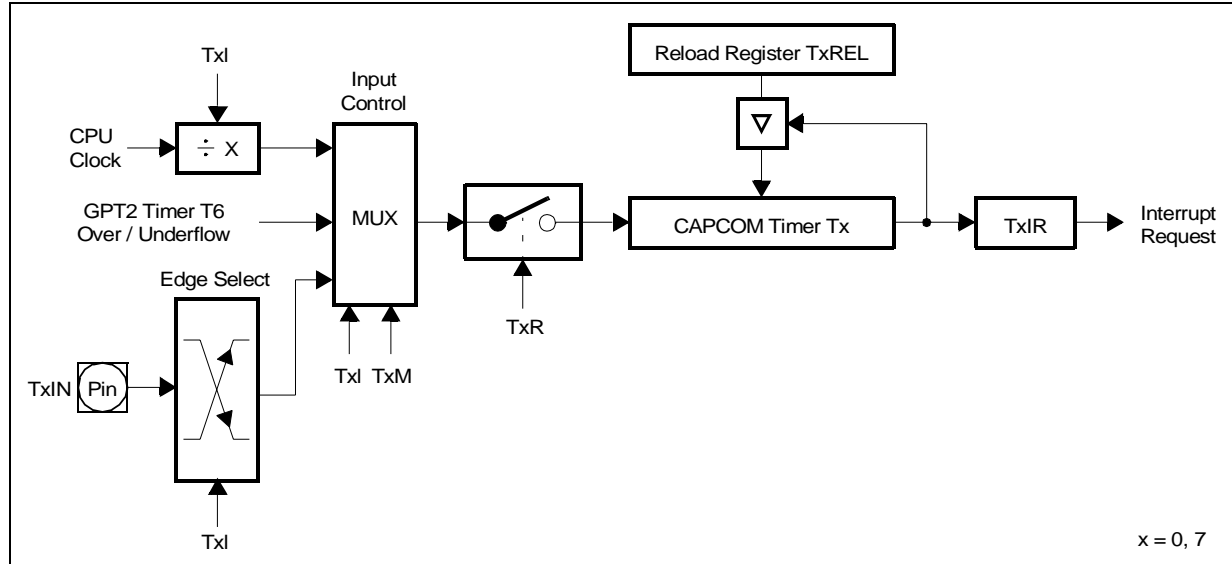 TxI
Reload Register TxREL
Input
Control
CPU
Clock
÷ X
GPT2 Timer T6
Over / Underflow
MUX
CAPCOM Timer Tx
TxIR
Interrupt
Request
Edge Select
TxR
TxI TxM
TxIN Pin
TxI
x = 0, 7